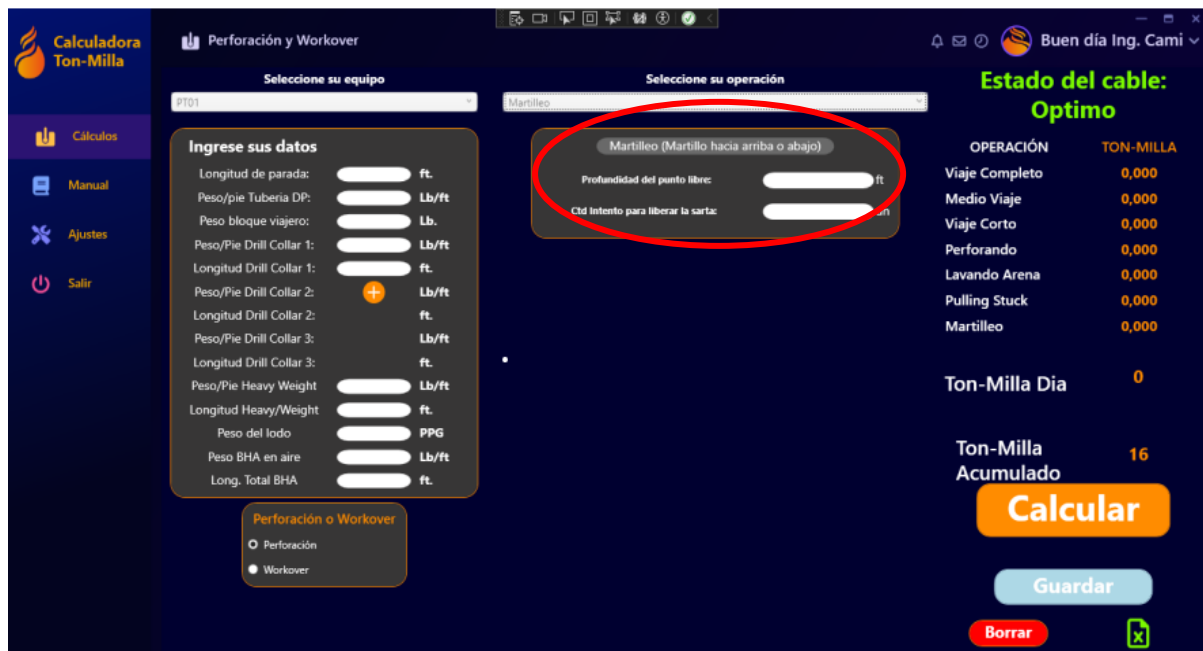 Calculadora
Ton-Milla
Perforación y Workover
Buen día Ing. Cami
Cálculos
Manual
Ajustes
Salir
Seleccione su equipo
PT01
Seleccione su operación
Martilleo
Ingrese sus datos
Longitud de parada: ft.
Peso/pie Tuberia DP: Lb/ft
Peso bloque viajero: Lb.
Peso/Pie Drill Collar 1: Lb/ft
Longitud Drill Collar 1: ft.
Peso/Pie Drill Collar 2: Lb/ft
Longitud Drill Collar 2: ft.
Peso/Pie Drill Collar 3: Lb/ft
Longitud Drill Collar 3: ft.
Peso/Pie Heavy Weight Lb/ft
Longitud Heavy/Weight ft.
Peso del lodo PPG
Peso BHA en aire Lb/ft
Long. Total BHA ft.
Perforación o Workover
Perforación
Workover
Martilleo (Martillo hacia arriba o abajo)
Profundidad del punto libre: ft
Ctd Intento para liberar la sarta:
Estado del cable:
Optimo
OPERACIÓN TON-MILLA
Viaje Completo 0,000
Medio Viaje 0,000
Viaje Corto 0,000
Perforando 0,000
Lavando Arena 0,000
Pulling Stuck 0,000
Martilleo 0,000
Ton-Milla Dia 0
Ton-Milla
Acumulado 16
Calcular
Guardar
Borrar